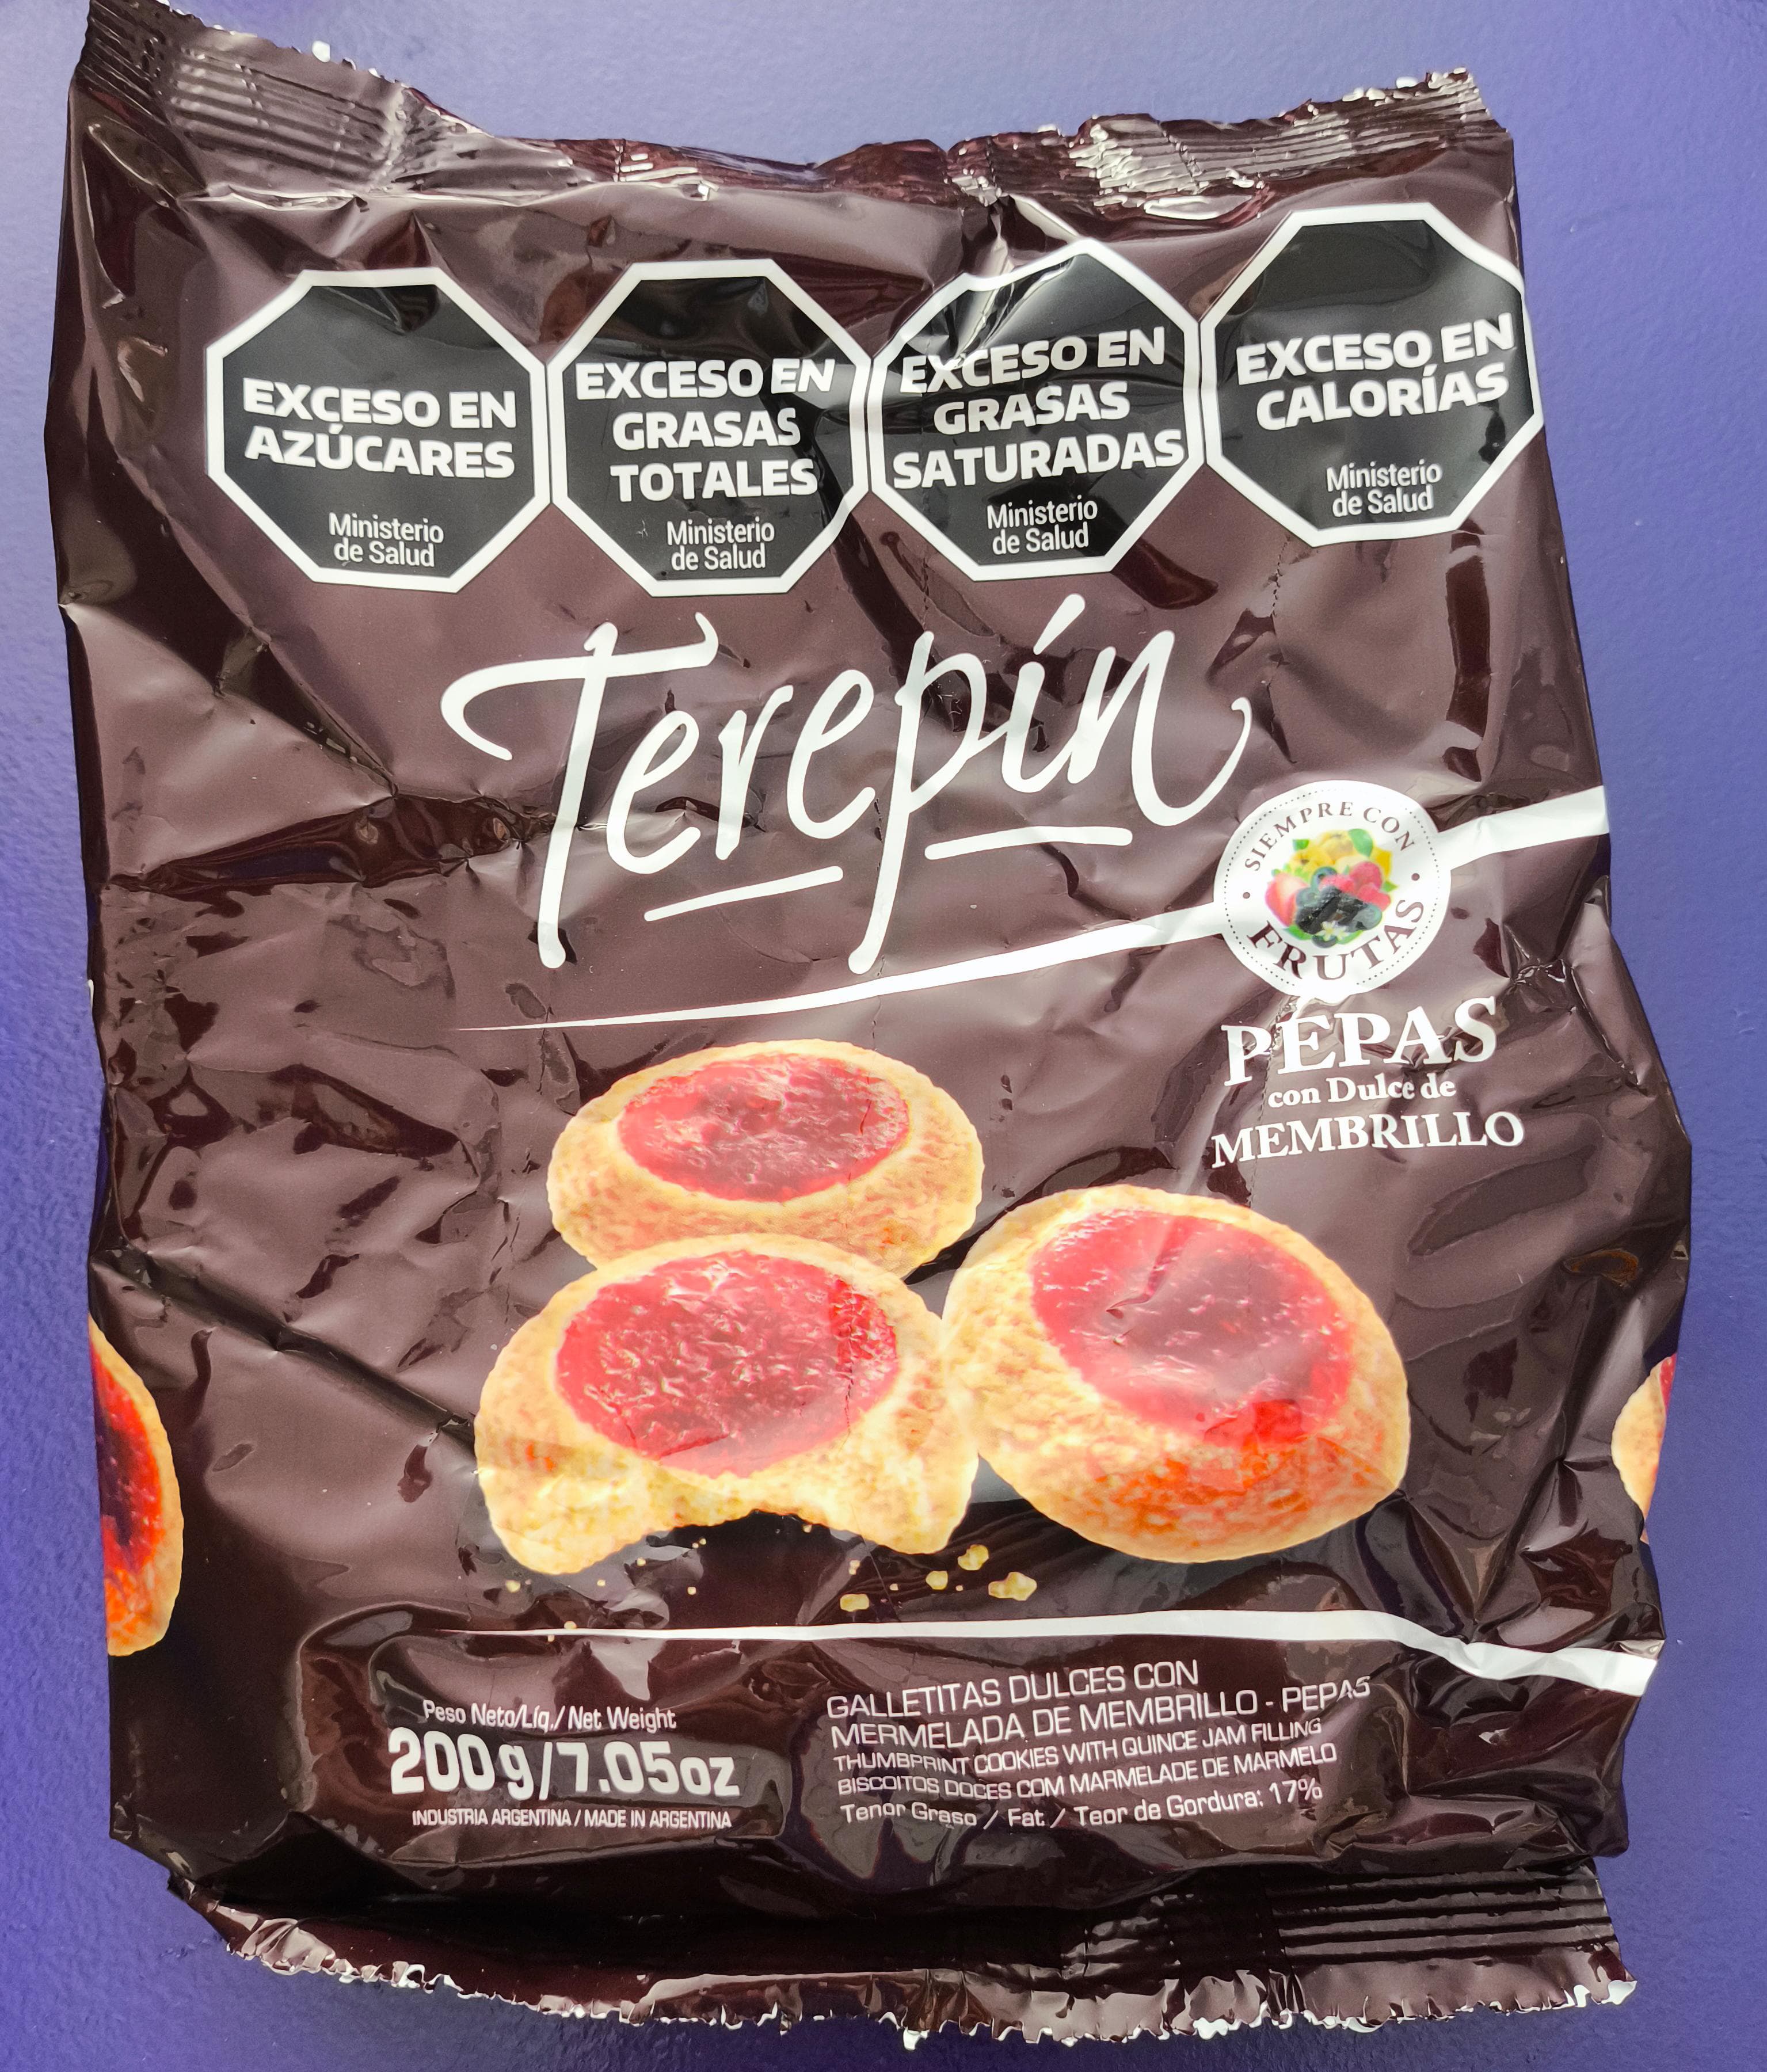 EXCESO EN
AZÚCARES
Ministerio
de Salud
EXCESO EN
GRASAS
TOTALES
Ministerio
de Salud
EXCESO EN
GRASAS
SATURADAS
Ministerio
de Salud
EXCESO EN
CALORÍAS
Ministerio
de Salud
Terepín
SIEMPRE CON
FRUTAS
PEPAS
con Dulce de
MEMBRILLO
Peso Neto/Líq./ Net Weight
200g/7.05oz
INDUSTRIA ARGENTINA / MADE IN ARGENTINA
GALLETITAS DULCES CON
MERMELADA DE MEMBRILLO - PEPAS
THUMBPRINT COOKIES WITH QUINCE JAM FILLING
BISCOITOS DOCES COM MARMELADE DE MARMELO
Tenor Graso / Fat / Teor de Gordura: 17%